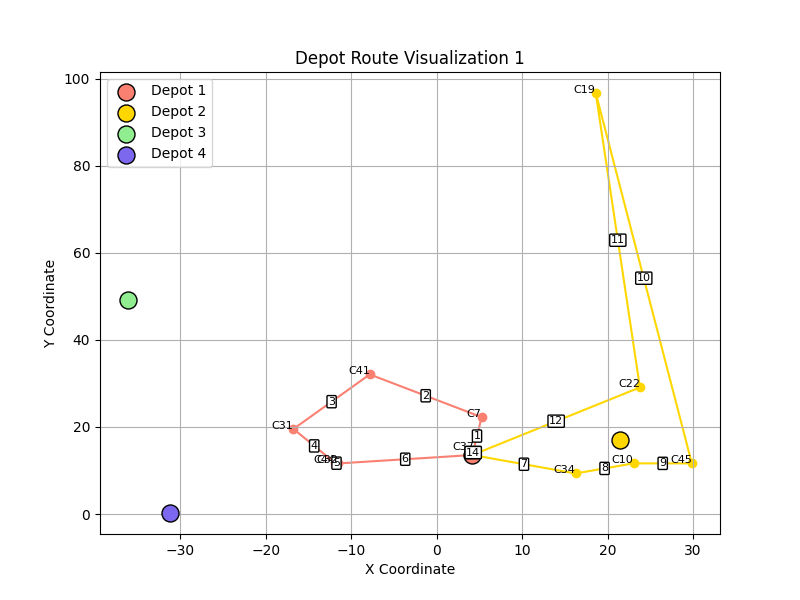 Depot Route Visualization 1
Depot 1
Depot 2
Depot 3
Depot 4
Y Coordinate
100
80
60
40
20
0
−30
−20
−10
0
10
20
30
X Coordinate
C19
11
10
C41
C22
3
2
C7
12
C31
1
4
14
5
6
7
C34
8
C10
9
C45